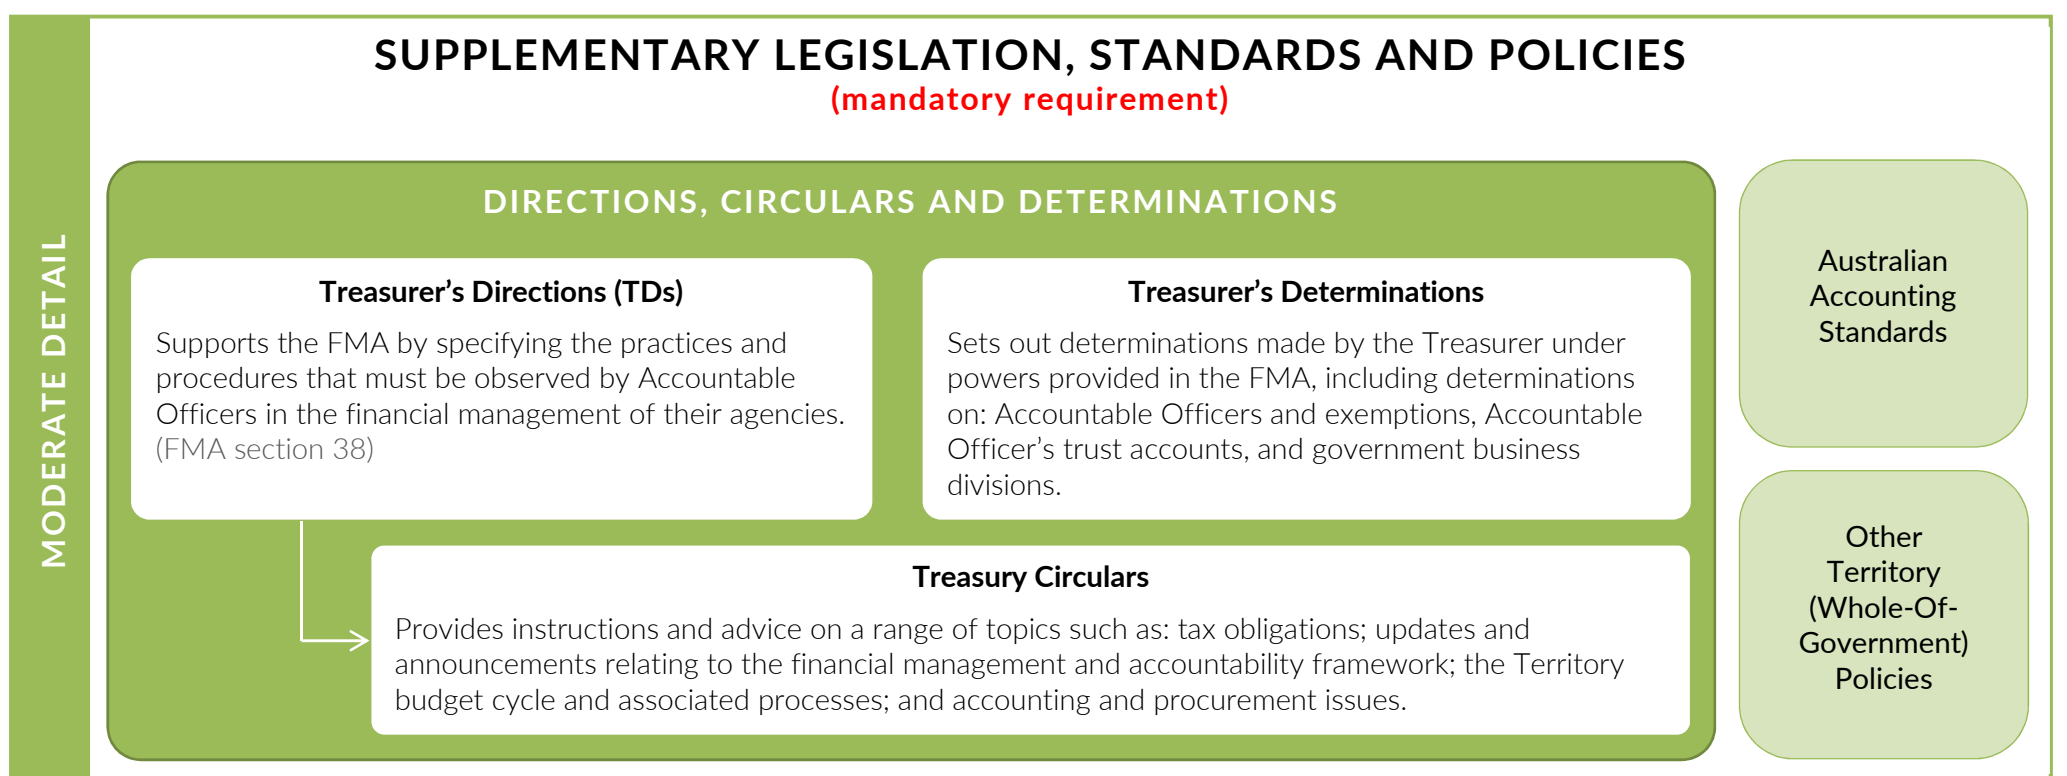 SUPPLEMENTARY LEGISLATION, STANDARDS AND POLICIES
(mandatory requirement)
MODERATE DETAIL
DIRECTIONS, CIRCULARS AND DETERMINATIONS
Treasurer’s Directions (TDs)
Supports the FMA by specifying the practices and
procedures that must be observed by Accountable
Officers in the financial management of their agencies.
(FMA section 38)
Treasurer’s Determinations
Sets out determinations made by the Treasurer under
powers provided in the FMA, including determinations
on: Accountable Officers and exemptions, Accountable
Officer’s trust accounts, and government business
divisions.
Treasury Circulars
Provides instructions and advice on a range of topics such as: tax obligations; updates and
announcements relating to the financial management and accountability framework; the Territory
budget cycle and associated processes; and accounting and procurement issues.
Australian
Accounting
Standards
Other
Territory
(Whole-Of-
Government)
Policies